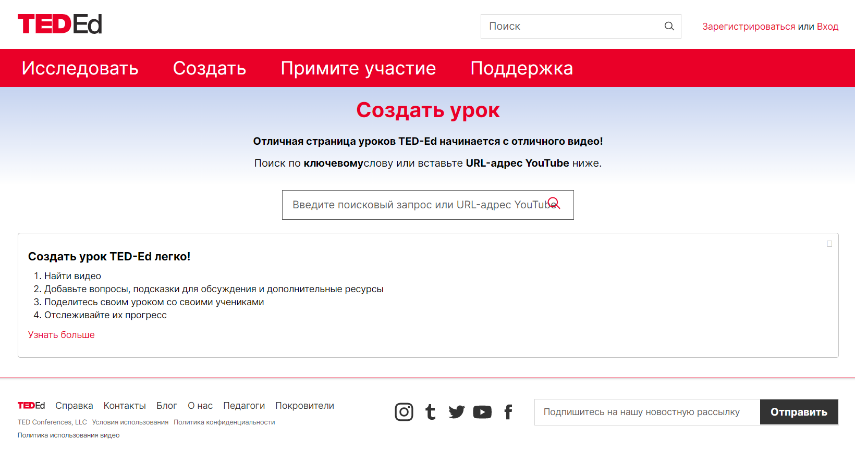 TEDEd
Поиск
Зарегистрироваться или Вход
Исследовать Создать Примите участие Поддержка
Создать урок
Отличная страница уроков TED-Ed начинается с отличного видео!
Поиск по ключевомуслову или вставьте URL-адрес YouTube ниже.
Введите поисковый запрос или URL-адрес YouTube
Создать урок TED-Ed легко!
1. Найти видео
2. Добавьте вопросы, подсказки для обсуждения и дополнительные ресурсы
3. Поделитесь своим уроком со своими учениками
4. Отслеживайте их прогресс
Узнать больше
TEDEd Справка Контакты Блог О нас Педагоги Покровители
TED Conferences, LLC Условия использования Политика конфиденциальности
Политика использования видео
Подпишитесь на нашу новостную рассылку Отправить